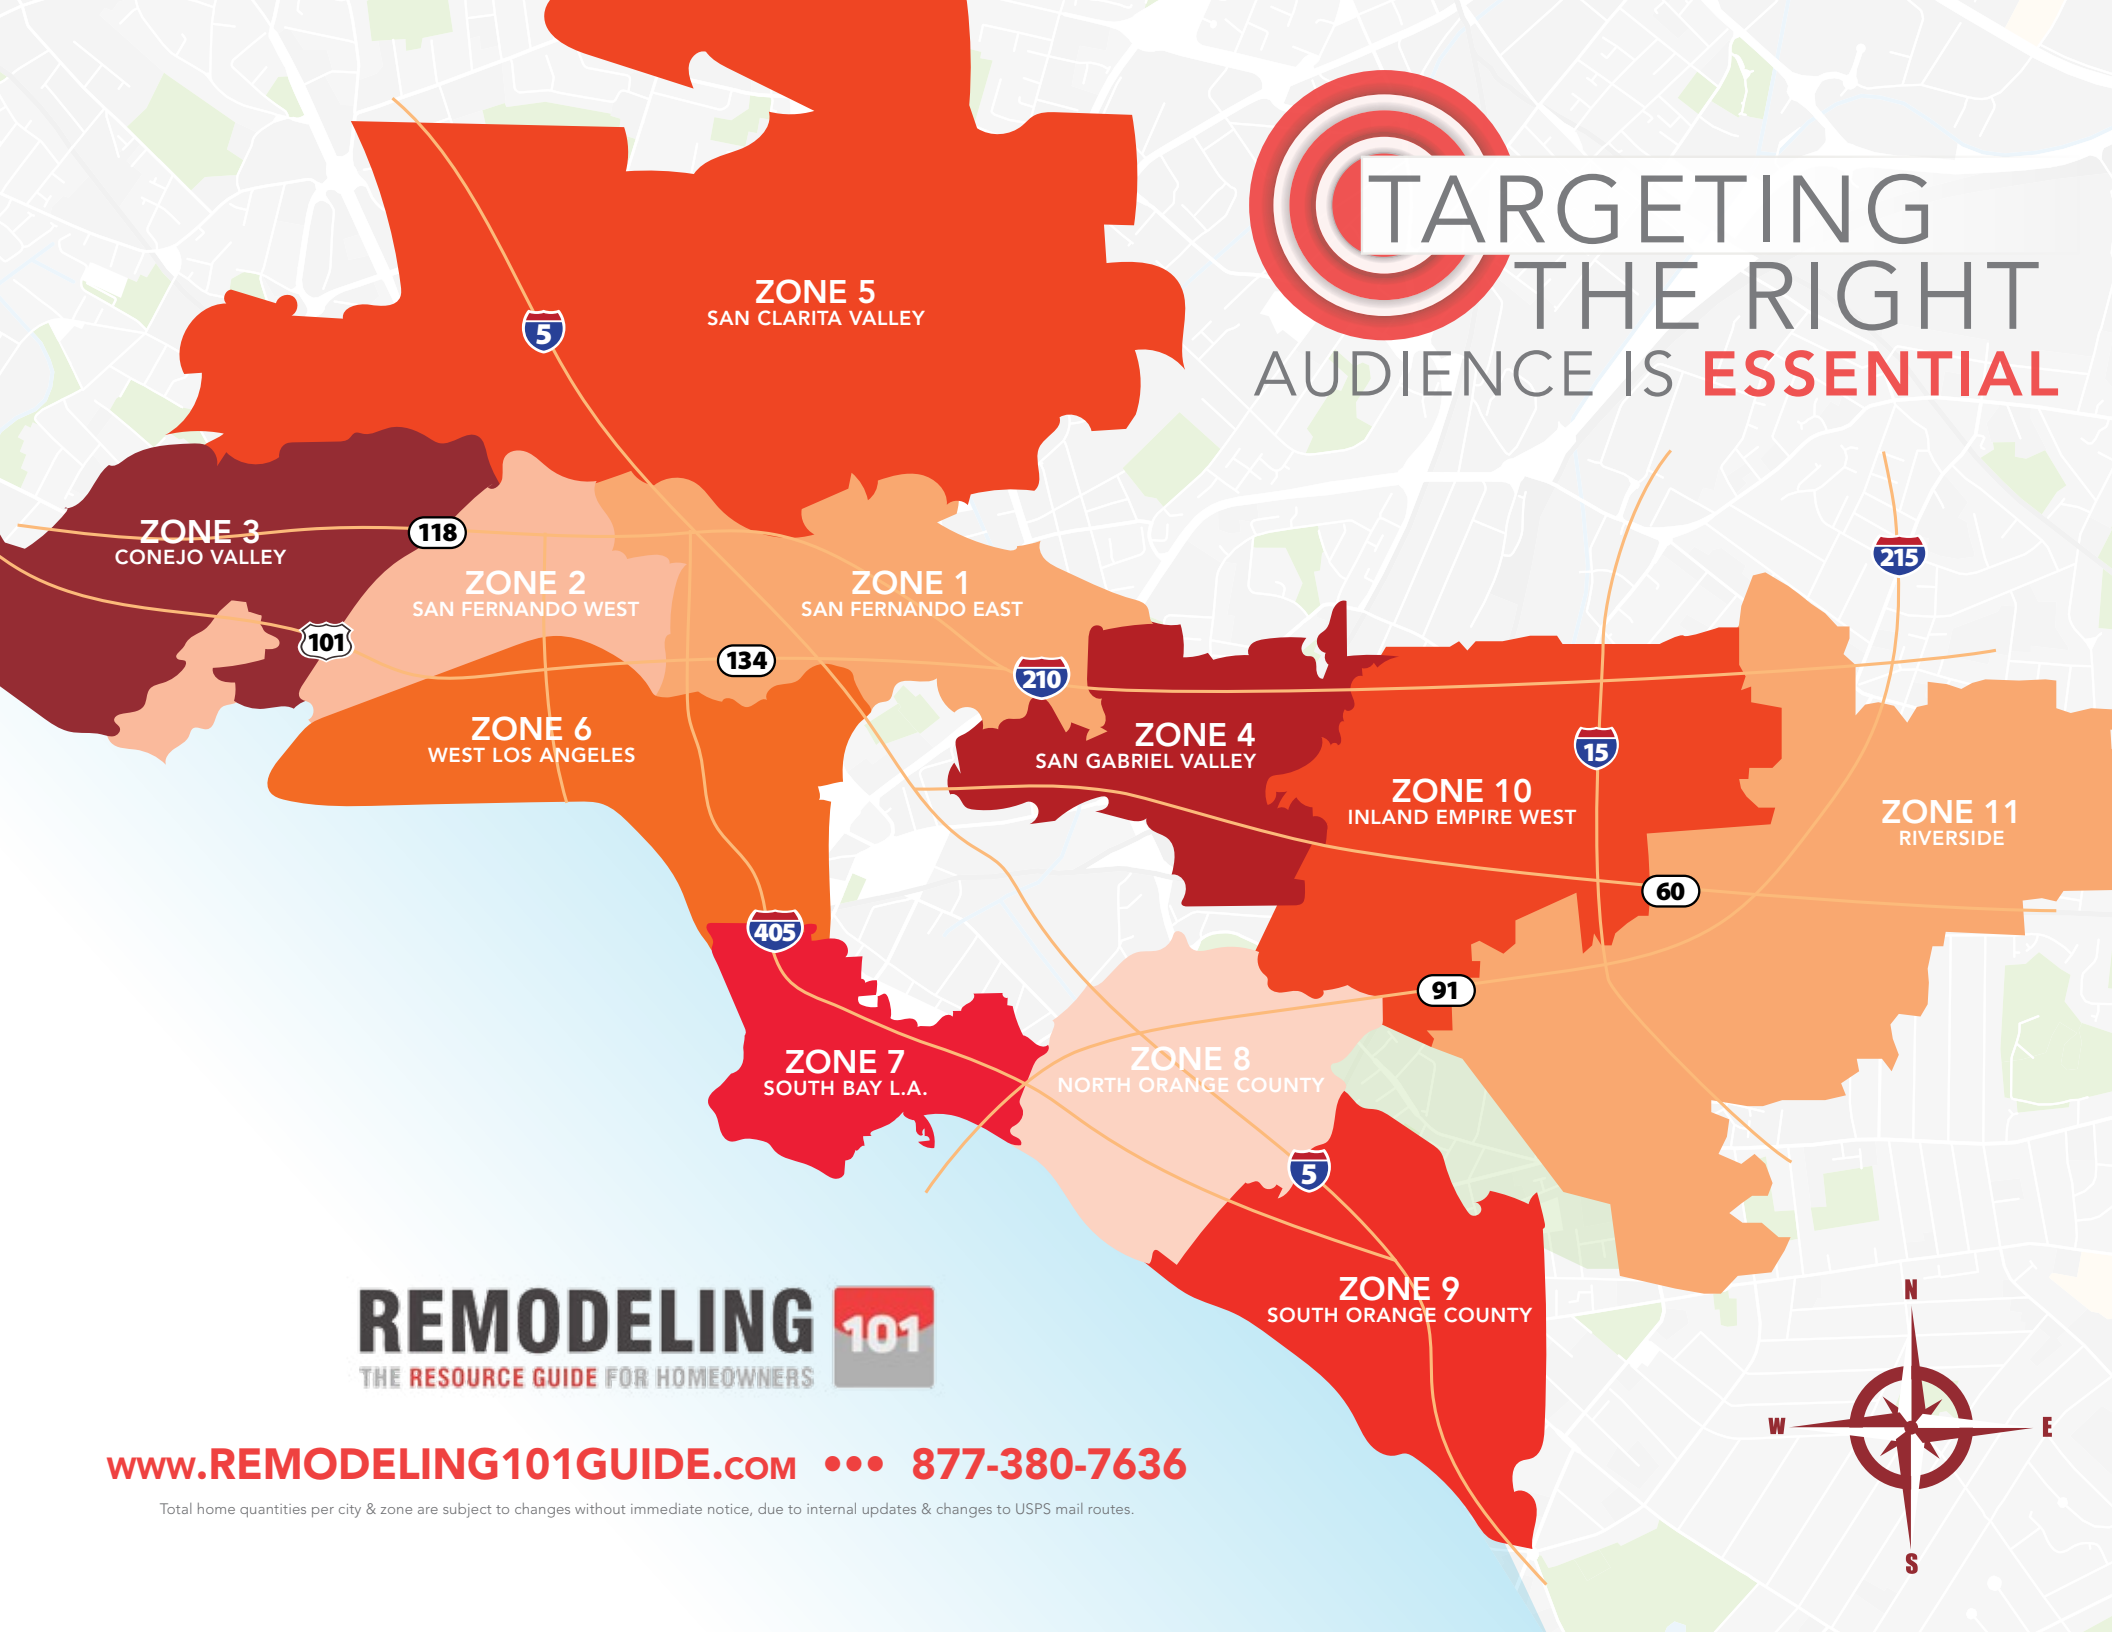 TARGETING
THE RIGHT
AUDIENCE IS ESSENTIAL
ZONE 5
SAN CLARITA VALLEY
5
ZONE 3
CONEJO VALLEY
118
ZONE 2
SAN FERNANDO WEST
ZONE 1
SAN FERNANDO EAST
215
101
134
210
ZONE 6
WEST LOS ANGELES
ZONE 4
SAN GABRIEL VALLEY
15
ZONE 10
INLAND EMPIRE WEST
ZONE 11
RIVERSIDE
60
405
91
ZONE 7
SOUTH BAY L.A.
ZONE 8
NORTH ORANGE COUNTY
5
ZONE 9
SOUTH ORANGE COUNTY
N
W
E
S
REMODELING 101
THE RESOURCE GUIDE FOR HOMEOWNERS
WWW.REMODELING101GUIDE.COM ••• 877-380-7636
Total home quantities per city & zone are subject to changes without immediate notice, due to internal updates & changes to USPS mail routes.